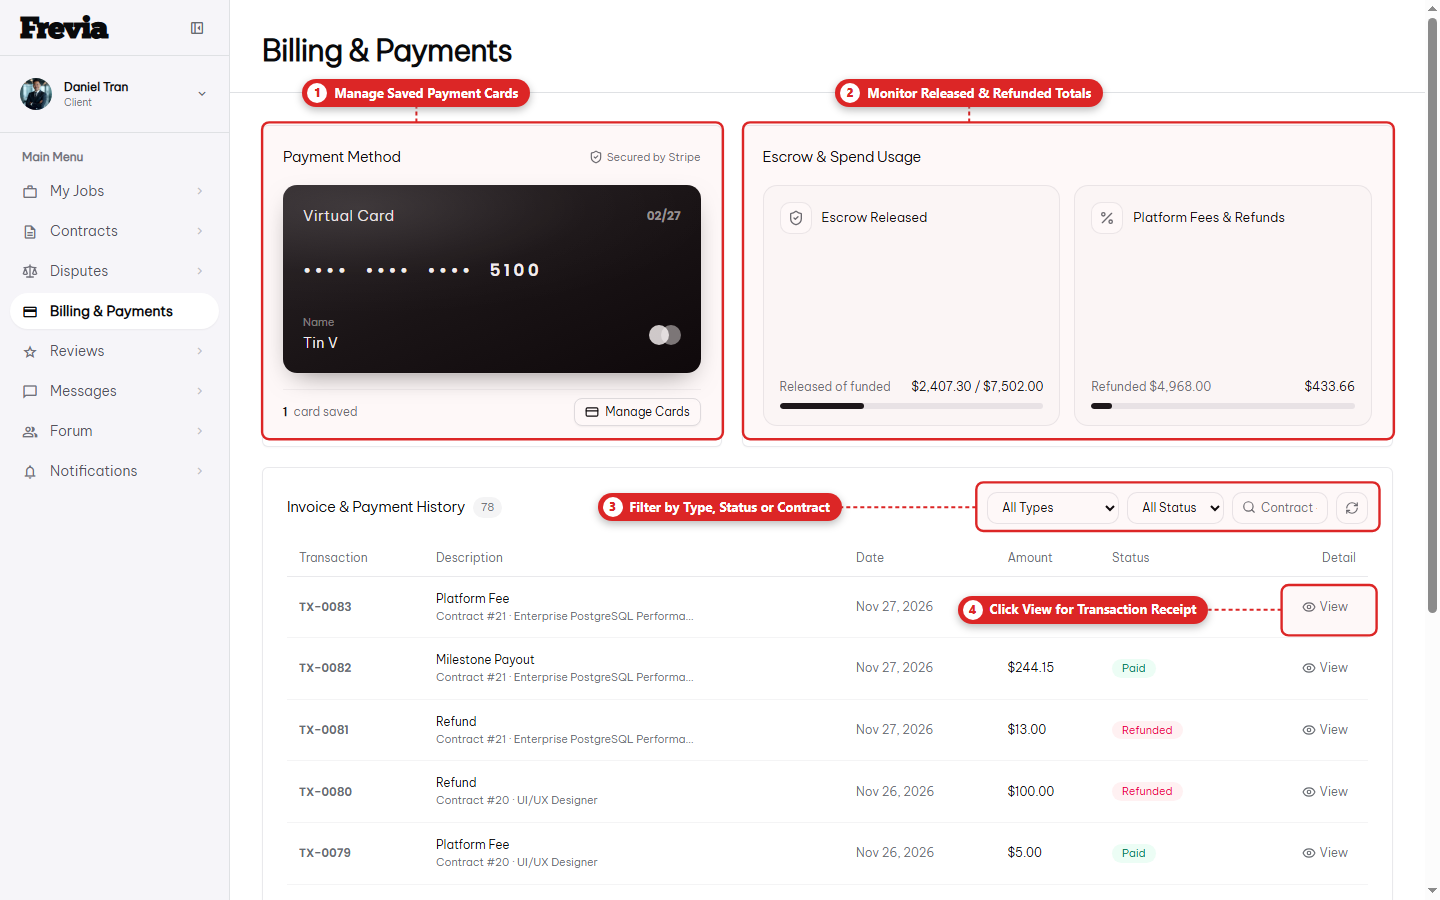 Frevia
Daniel Tran
Client
Main Menu
My Jobs
Contracts
Disputes
Billing & Payments
Reviews
Messages
Forum
Notifications
Billing & Payments
1 Manage Saved Payment Cards
2 Monitor Released & Refunded Totals
Payment Method
Secured by Stripe
Virtual Card
02/27
•••• •••• •••• 5100
Name
Tin V
1 card saved
Manage Cards
Escrow & Spend Usage
Escrow Released
Released of funded $2,407.30 / $7,502.00
Platform Fees & Refunds
Refunded $4,968.00 $433.66
Invoice & Payment History 78
3 Filter by Type, Status or Contract
All Types
All Status
Contract
Transaction Description Date Amount Status Detail
TX-0083 Platform Fee Nov 27, 2026 View
Contract #21 · Enterprise PostgreSQL Performa...
4 Click View for Transaction Receipt
TX-0082 Milestone Payout Nov 27, 2026 $244.15 Paid View
Contract #21 · Enterprise PostgreSQL Performa...
TX-0081 Refund Nov 27, 2026 $13.00 Refunded View
Contract #21 · Enterprise PostgreSQL Performa...
TX-0080 Refund Nov 26, 2026 $100.00 Refunded View
Contract #20 · UI/UX Designer
TX-0079 Platform Fee Nov 26, 2026 $5.00 Paid View
Contract #20 · UI/UX Designer